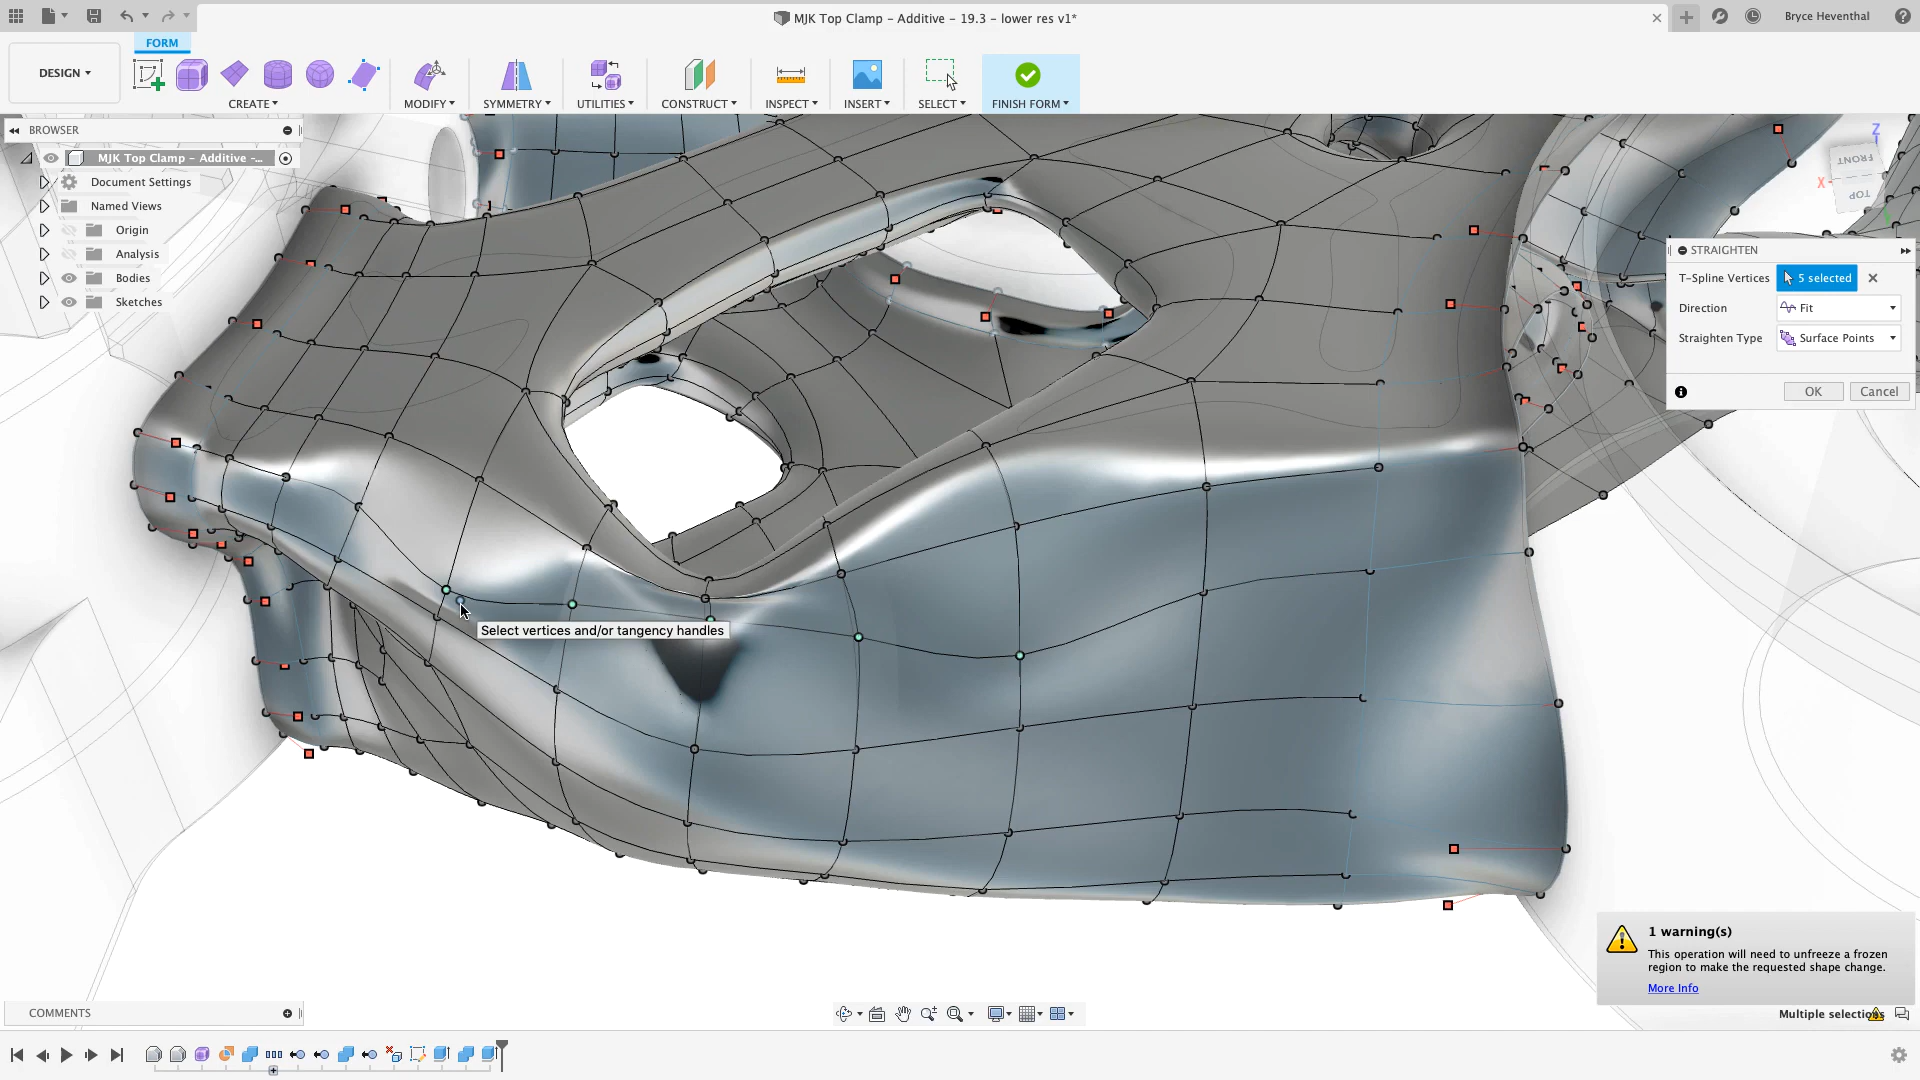 MJK Top Clamp – Additive – 19.3 – lower res v1*
Bryce Heventhal
FORM
DESIGN
CREATE
MODIFY
SYMMETRY
UTILITIES
CONSTRUCT
INSPECT
INSERT
SELECT
FINISH FORM
BROWSER
MJK Top Clamp – Additive –...
Document Settings
Named Views
Origin
Analysis
Bodies
Sketches
Z
X
FRONT
TOP
STRAIGHTEN
T-Spline Vertices
5 selected
Direction
Fit
Straighten Type
Surface Points
OK
Cancel
Select vertices and/or tangency handles
1 warning(s)
This operation will need to unfreeze a frozen
region to make the requested shape change.
More Info
COMMENTS
Multiple selections